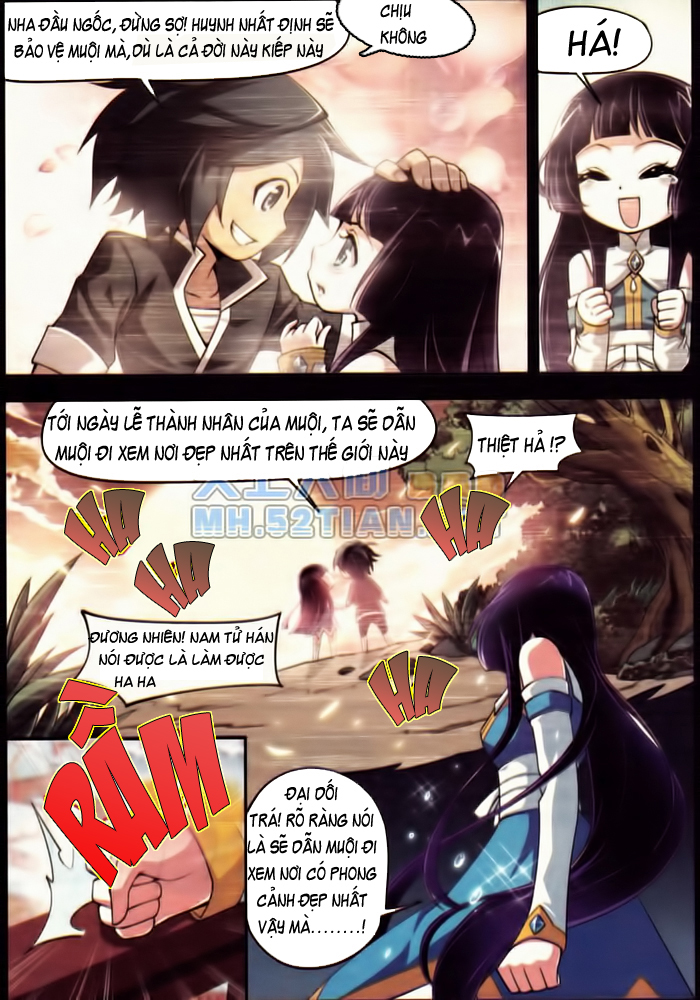 NHA ĐẦU NGỐC, ĐỪNG SỢ! HUYNH NHẤT ĐỊNH SẼ
BẢO VỆ MUỘI MÀ, DÙ LÀ CẢ ĐỜI NÀY KIẾP NÀY
CHỊU
KHÔNG
HÁ!
TỚI NGÀY LỄ THÀNH NHÂN CỦA MUỘI, TA SẼ DẪN
MUỘI ĐI XEM NƠI ĐẸP NHẤT TRÊN THẾ GIỚI NÀY
THIỆT HẢ !?
MH.52TIAN.
HA
HA
HA
ĐƯƠNG NHIÊN! NAM TỬ HÁN
NÓI ĐƯỢC LÀ LÀM ĐƯỢC
HA HA
HA
RẦM
ĐẠI DỐI
TRÁ! RÕ RÀNG NÓI
LÀ SẼ DẪN MUỘI ĐI
XEM NƠI CÓ PHONG
CẢNH ĐẸP NHẤT
VẬY MÀ........!